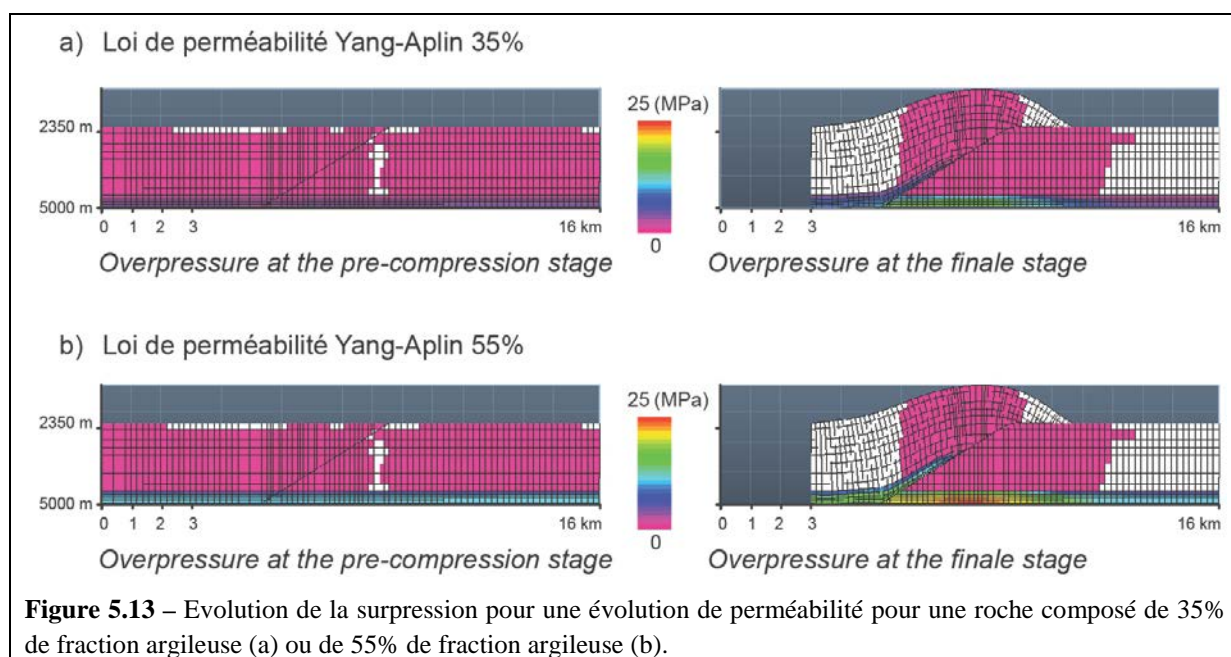 a) Loi de perméabilité Yang-Aplin 35%
25 (MPa)
2350 m
5000 m
0 1 2 3 16 km
0
3 16 km
0 1 2
Overpressure at the pre-compression stage
Overpressure at the finale stage
b) Loi de perméabilité Yang-Aplin 55%
25 (MPa)
2350 m
5000 m
0 1 2 3 16 km
0
0 1 2 3 16 km
Overpressure at the pre-compression stage
Overpressure at the finale stage
Figure 5.13 – Evolution de la surpression pour une évolution de perméabilité pour une roche composé de 35%
de fraction argileuse (a) ou de 55% de fraction argileuse (b).